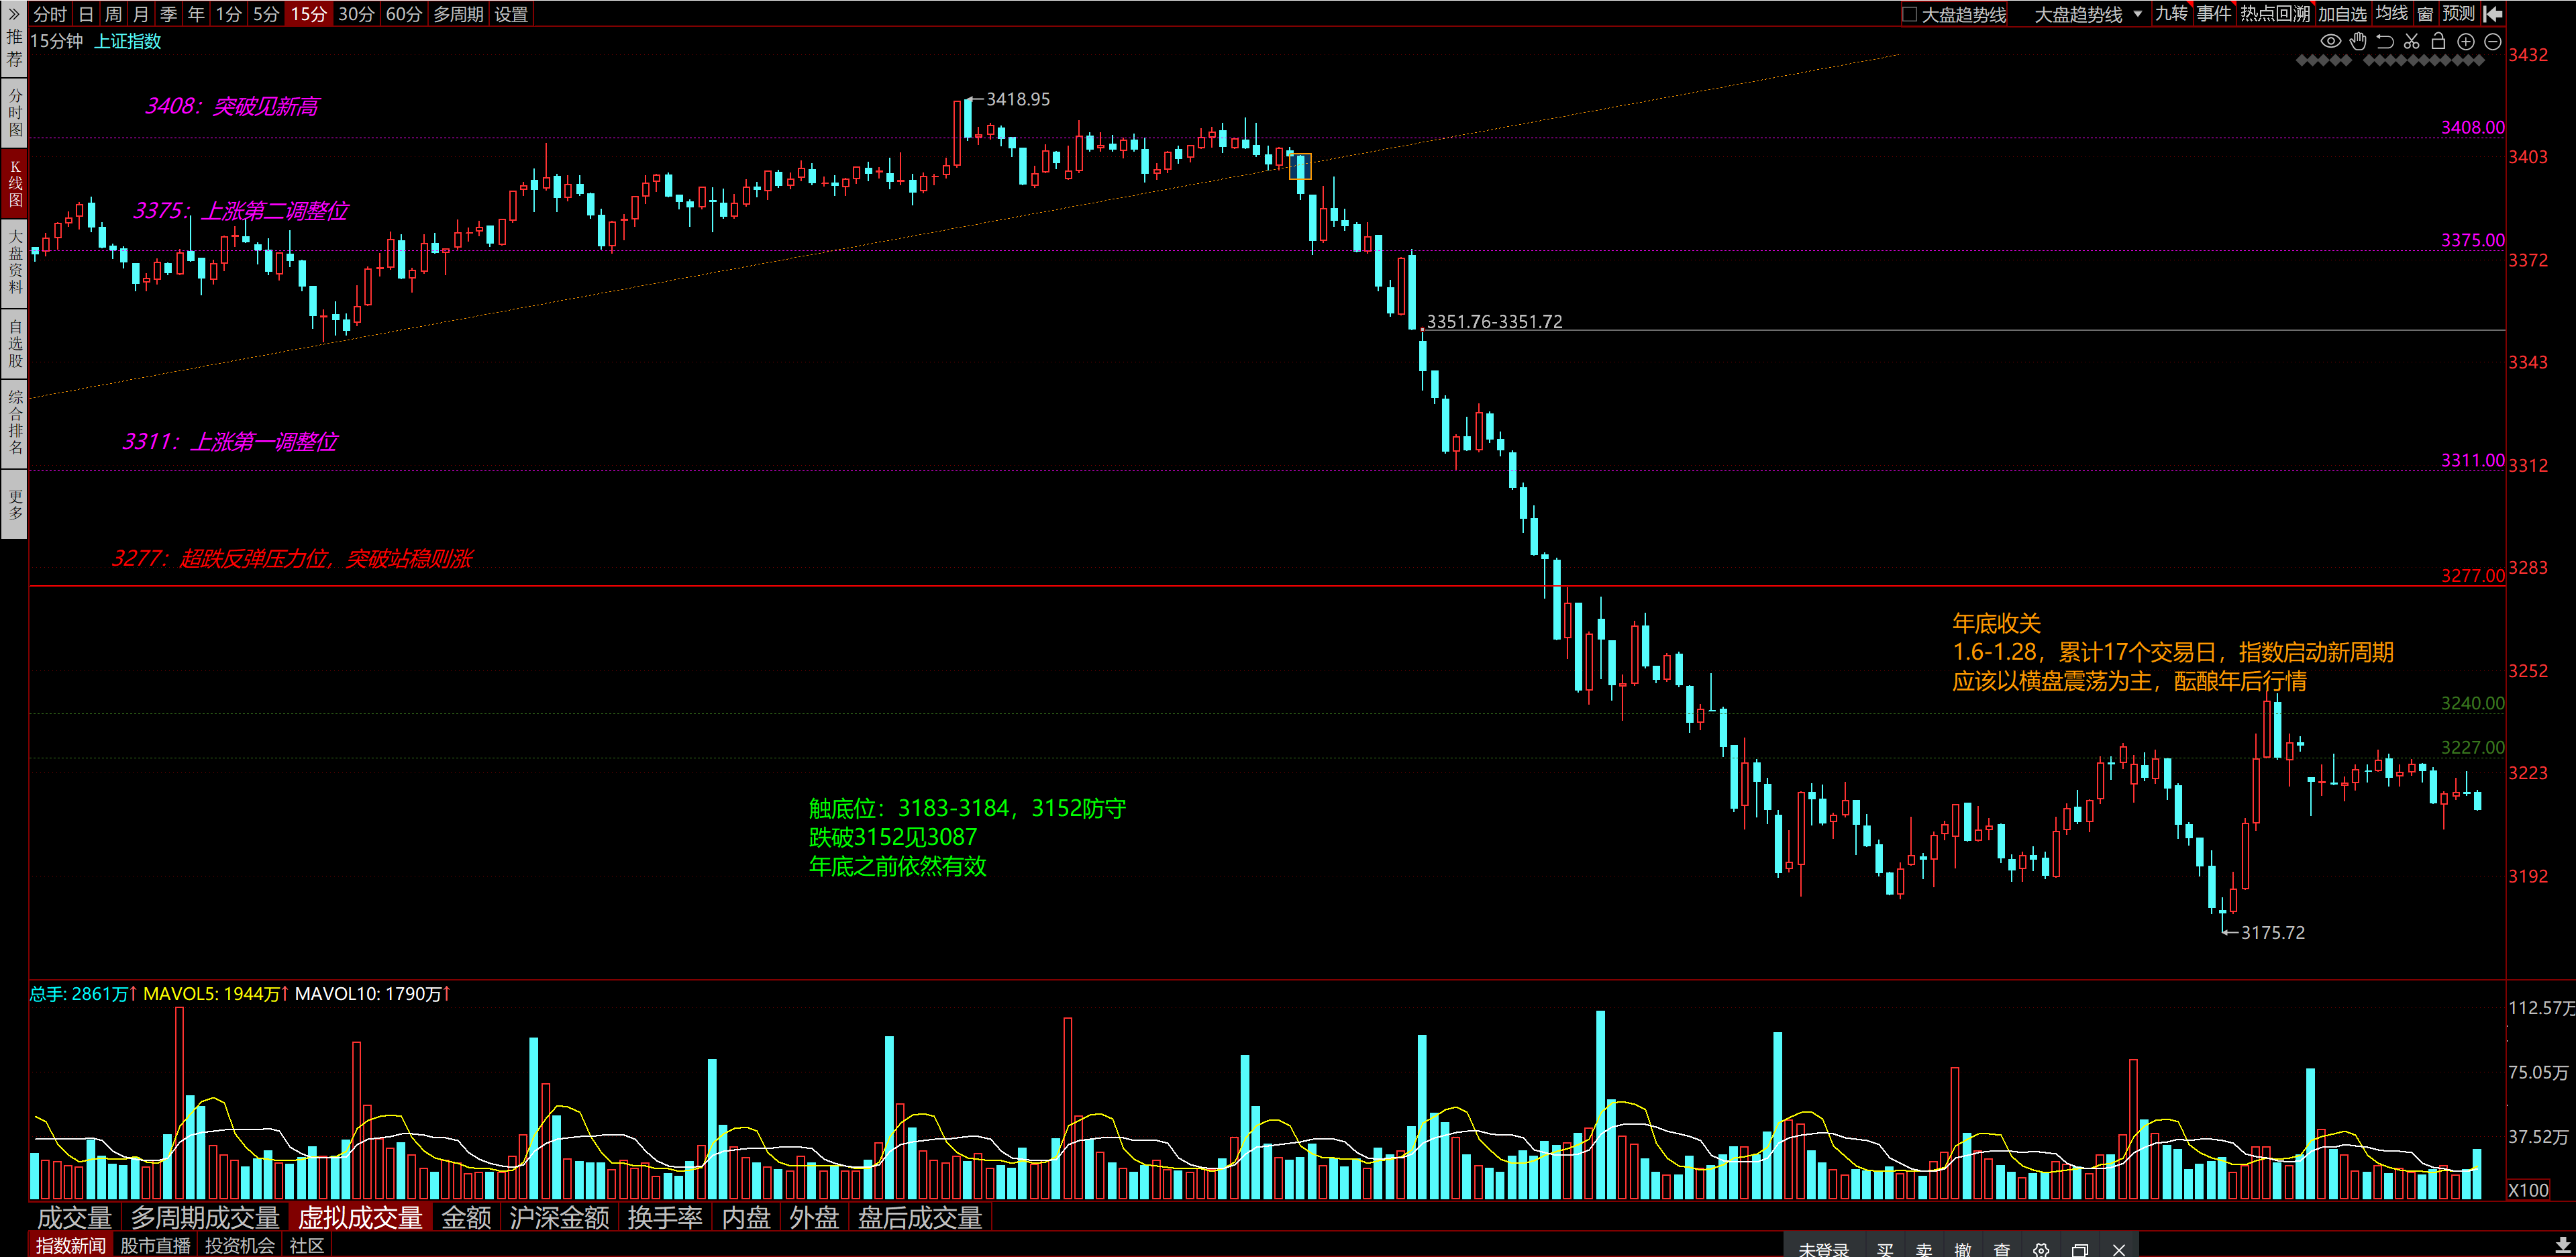 分时 日 周 月 季 年 1分 5分 15分 30分 60分 多周期 设置
大盘趋势线 大盘趋势线 九转 事件 热点回溯 加自选 均线 窗 预测
推荐
分时图
K线图
大盘资料
自选股
综合排名
更多
15分钟 上证指数
3432
3418.95
3408：突破见新高
3408.00
3403
3375：上涨第二调整位
3375.00
3372
3351.76-3351.72
3343
3311：上涨第一调整位
3311.00
3312
3277：超跌反弹压力位，突破站稳则涨
3277.00
3283
年底收关
1.6-1.28，累计17个交易日，指数启动新周期
应该以横盘震荡为主，酝酿年后行情
3252
3240.00
3227.00
3223
触底位：3183-3184，3152防守
跌破3152见3087
年底之前依然有效
3192
3175.72
总手: 2861万↑ MAVOL5: 1944万↑ MAVOL10: 1790万↑
112.57万
75.05万
37.52万
X100
成交量 多周期成交量 虚拟成交量 金额 沪深金额 换手率 内盘 外盘 盘后成交量
指数新闻 股市直播 投资机会 社区
未登录 买 卖 撤 查